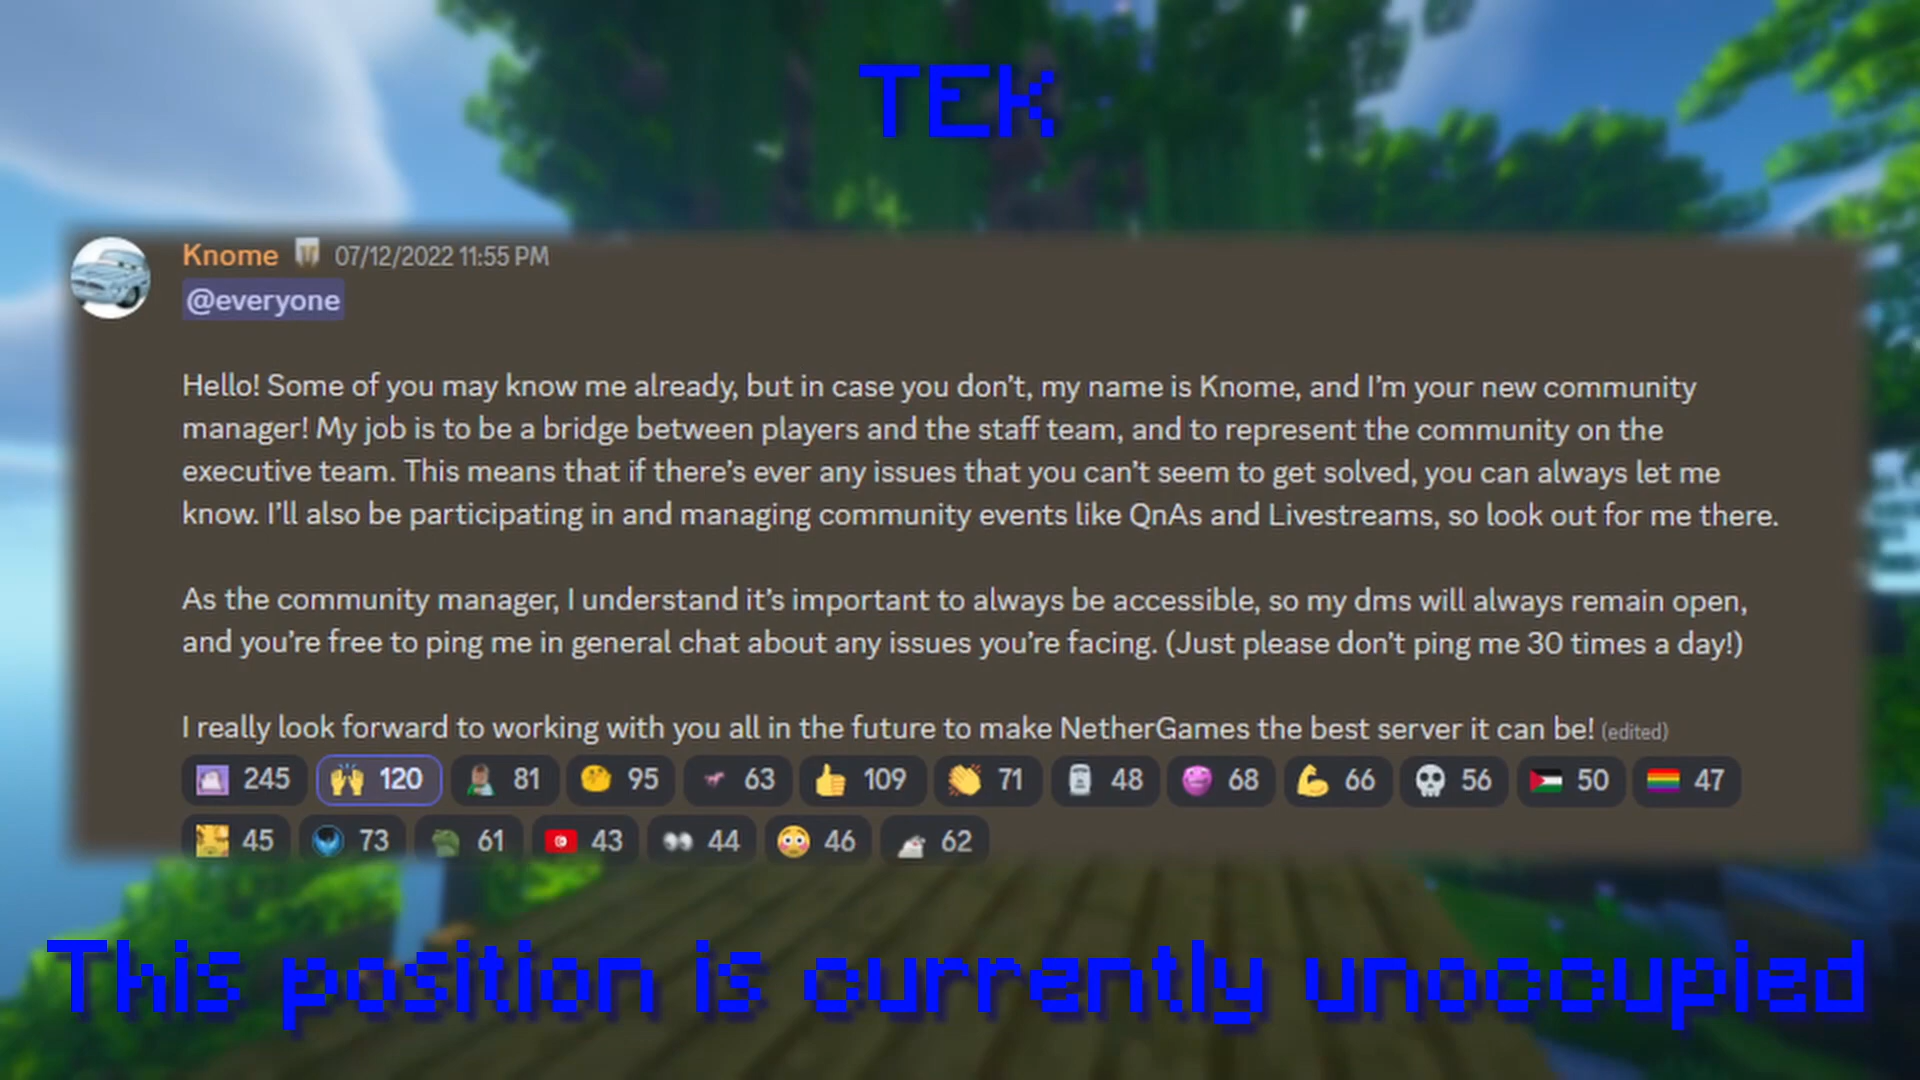 TEK
Knome 07/12/2022 11:55 PM
@everyone
Hello! Some of you may know me already, but in case you don't, my name is Knome, and I'm your new community
manager! My job is to be a bridge between players and the staff team, and to represent the community on the
executive team. This means that if there's ever any issues that you can't seem to get solved, you can always let me
know. I'll also be participating in and managing community events like QnAs and Livestreams, so look out for me there.
As the community manager, I understand it's important to always be accessible, so my dms will always remain open,
and you're free to ping me in general chat about any issues you're facing. (Just please don't ping me 30 times a day!)
I really look forward to working with you all in the future to make NetherGames the best server it can be! (edited)
245 120 81 95 63 109 71 48 68 66 56 50 47
45 73 61 43 44 46 62
This position is currently unoccupied